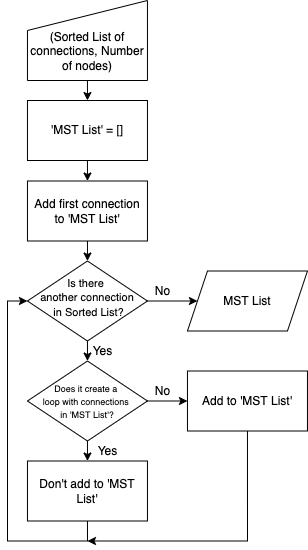 (Sorted List of
connections, Number
of nodes)
'MST List' = []
Add first connection
to 'MST List'
Is there
another connection
in Sorted List?
No
MST List
Yes
Does it create a
loop with connections
in 'MST List'?
No
Add to 'MST List'
Yes
Don't add to 'MST
List'